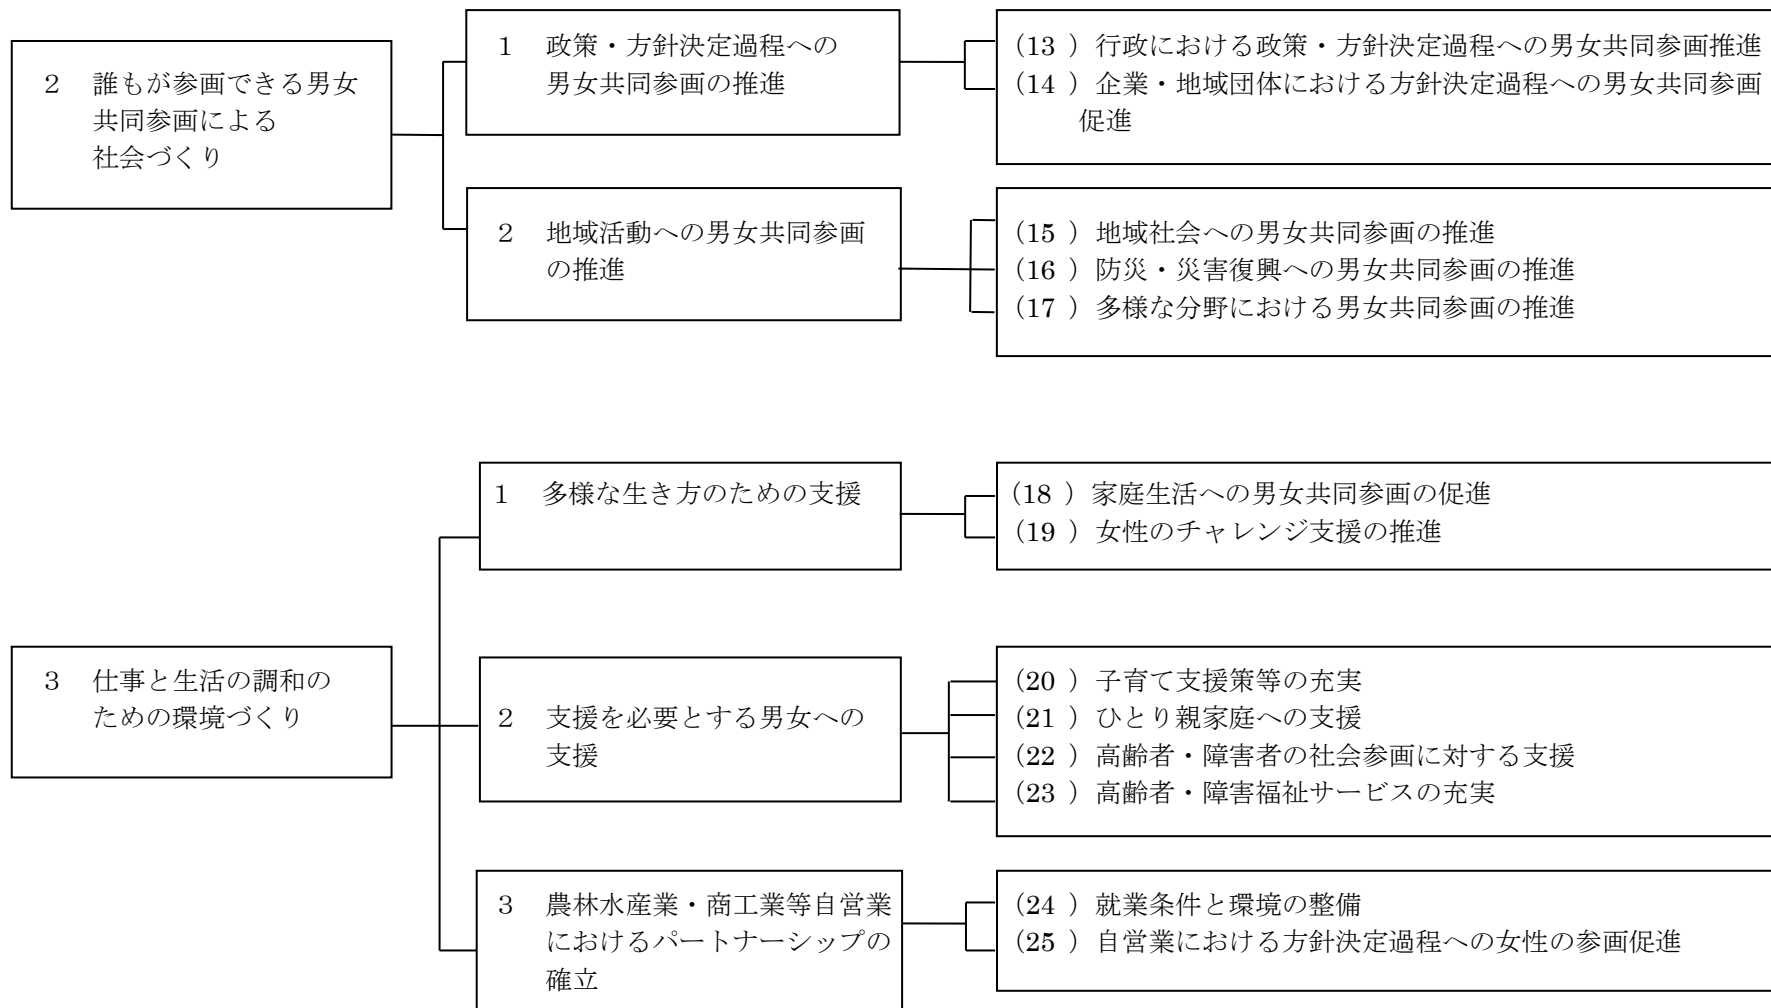 ２　誰もが参画できる男女
共同参画による
社会づくり
１　政策・方針決定過程への
男女共同参画の推進
（13 ）行政における政策・方針決定過程への男女共同参画推進
（14 ）企業・地域団体における方針決定過程への男女共同参画
促進
２　地域活動への男女共同参画
の推進
（15 ）地域社会への男女共同参画の推進
（16 ）防災・災害復興への男女共同参画の推進
（17 ）多様な分野における男女共同参画の推進
３　仕事と生活の調和の
ための環境づくり
１　多様な生き方のための支援
（18 ）家庭生活への男女共同参画の促進
（19 ）女性のチャレンジ支援の推進
２　支援を必要とする男女への
支援
（20 ）子育て支援策等の充実
（21 ）ひとり親家庭への支援
（22 ）高齢者・障害者の社会参画に対する支援
（23 ）高齢者・障害福祉サービスの充実
３　農林水産業・商工業等自営業
におけるパートナーシップの
確立
（24 ）就業条件と環境の整備
（25 ）自営業における方針決定過程への女性の参画促進